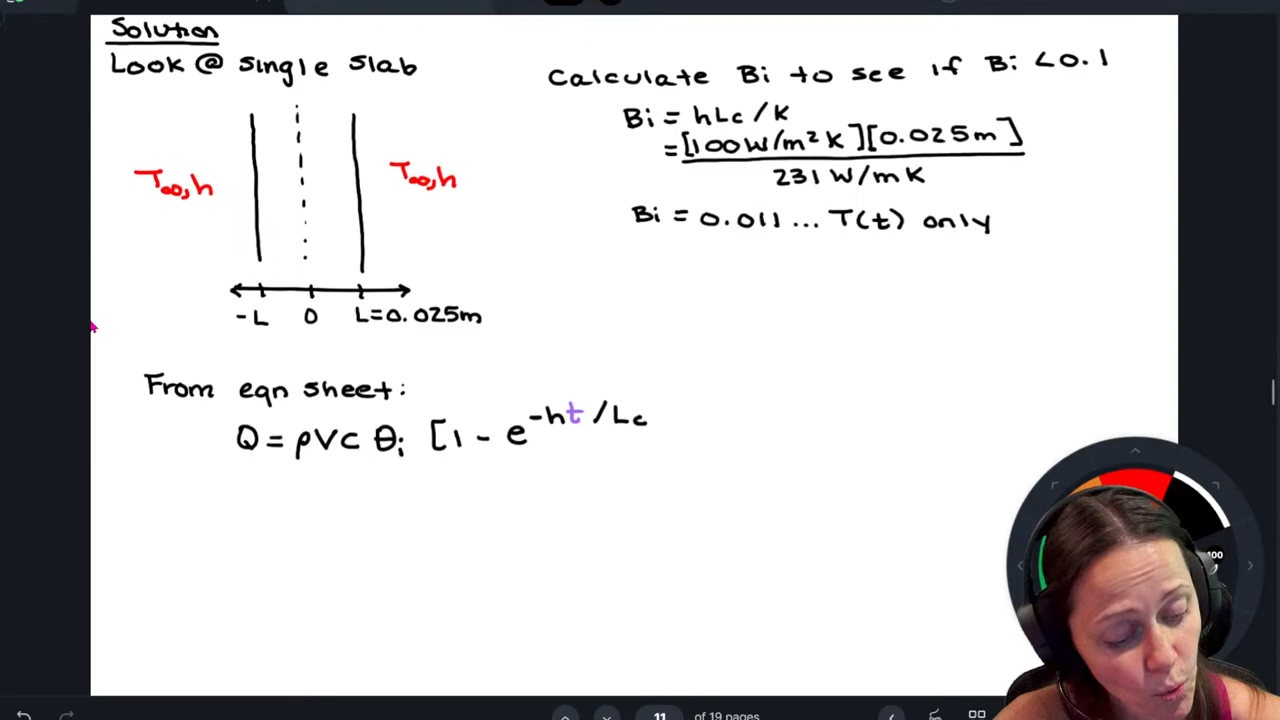 Solution
Look @ single slab
T∞,h
T∞,h
-L 0 L=0.025m
Calculate Bi to see if Bi <0.1
Bi = hLc/K
= [100W/m²K][0.025m]
231 W/mK
Bi = 0.011... T(t) only
From eqn sheet:
Q = ρVc θi [1 - e^-ht/Lc
100
11 of 19 pages